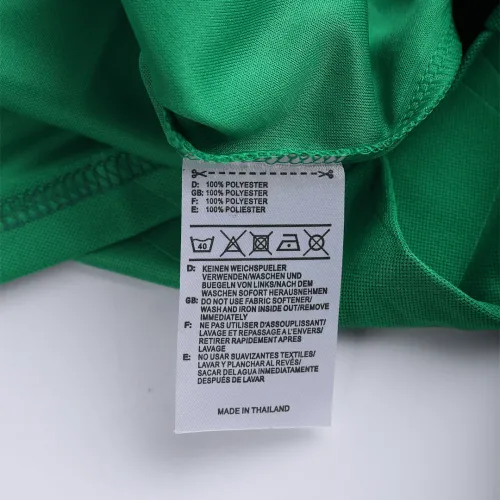 D: 100% POLYESTER
GB: 100% POLYESTER
F: 100% POLYESTER
E: 100% POLIESTER
40
D: KEINEN WEICHSPUELER
VERWENDEN/WASCHEN UND
BUEGELN VON LINKS/NACH DEM
WASCHEN SOFORT HERAUSNEHMEN
GB: DO NOT USE FABRIC SOFTENER/
WASH AND IRON INSIDE OUT/REMOVE
IMMEDIATELY
F: NE PAS UTILISER D'ASSOUPLISSANT/
LAVAGE ET REPASSAGE A L'ENVERS/
RETIRER RAPIDEMENT APRES
LAVAGE
E: NO USAR SUAVIZANTES TEXTILES/
LAVAR Y PLANCHAR AL REVÉS/
SACAR DEL AGUA IMMEDIATAMENTE
DESPUÉS DE LAVAR
MADE IN THAILAND